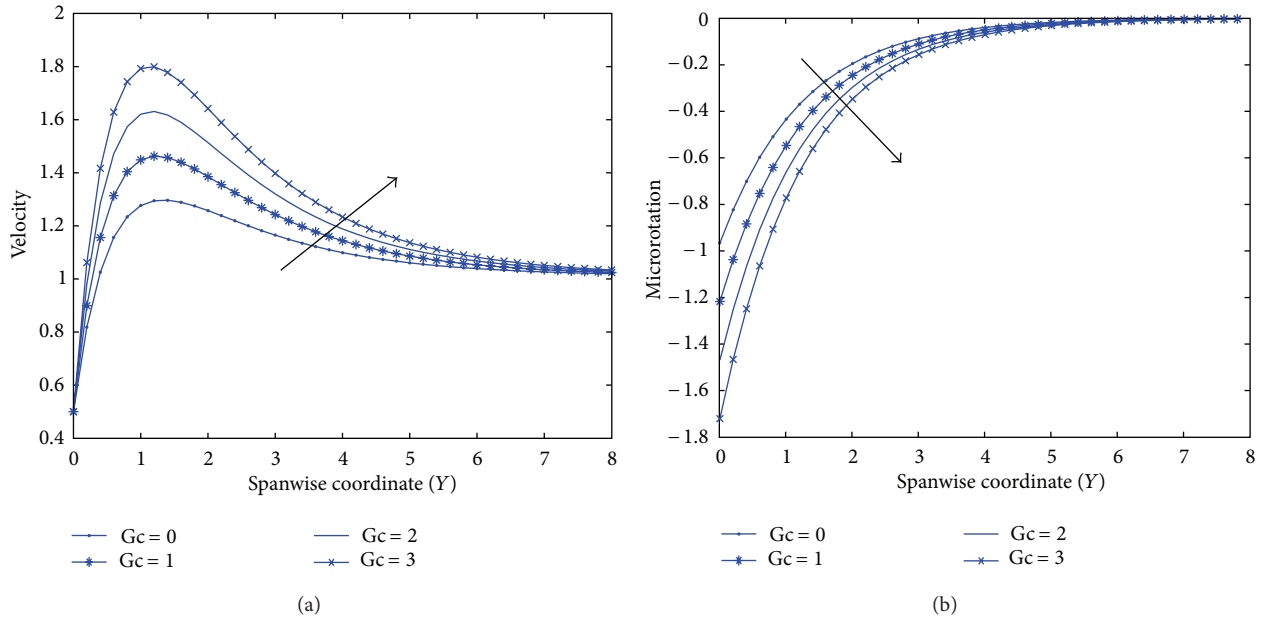 2
1.8
1.6
1.4
1.2
1
0.8
0.6
0.4
Velocity
0 1 2 3 4 5 6 7 8
Spanwise coordinate (Y)
Gc = 0
Gc = 1
Gc = 2
Gc = 3
(a)
0
−0.2
−0.4
−0.6
−0.8
−1
−1.2
−1.4
−1.6
−1.8
Microrotation
0 1 2 3 4 5 6 7 8
Spanwise coordinate (Y)
Gc = 0
Gc = 1
Gc = 2
Gc = 3
(b)